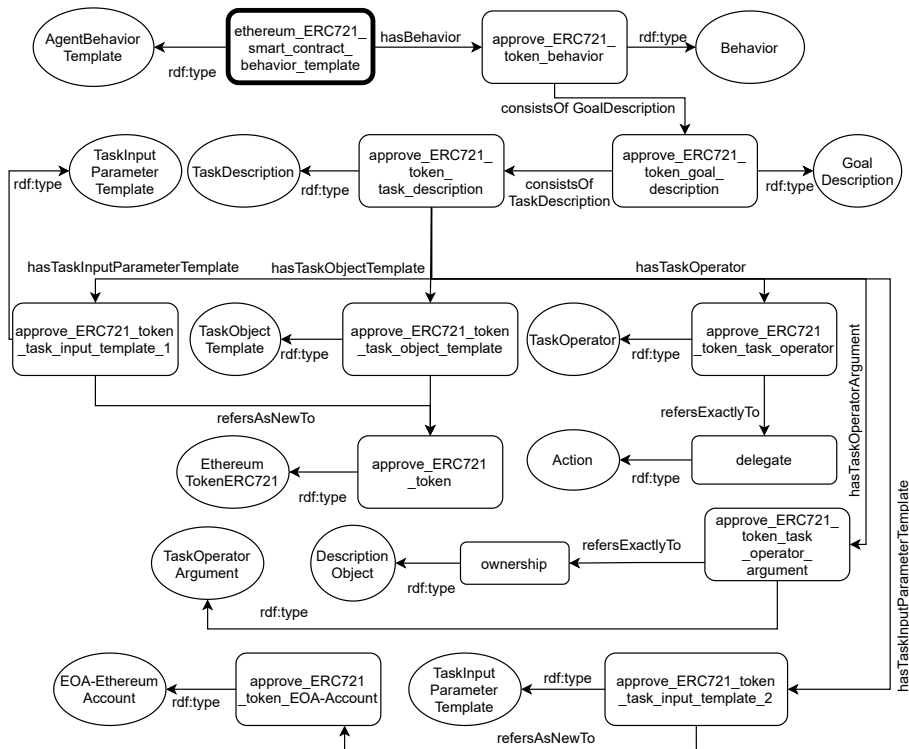 AgentBehavior
Template
rdf:type
ethereum_ERC721_
smart_contract_
behavior_template
hasBehavior
approve_ERC721_
token_behavior
rdf:type
Behavior
consistsOf GoalDescription
TaskInput
Parameter
Template
rdf:type
TaskDescription
rdf:type
approve_ERC721_
token_
task_description
consistsOf
TaskDescription
approve_ERC721_
token_goal_
description
rdf:type
Goal
Description
hasTaskInputParameterTemplate
hasTaskObjectTemplate
hasTaskOperator
approve_ERC721_token
_task_input_template_1
TaskObject
Template
rdf:type
approve_ERC721_token
_task_object_template
TaskOperator
rdf:type
approve_ERC721
_token_task_operator
hasTaskOperatorArgument
refersAsNewTo
refersExactlyTo
Ethereum
TokenERC721
rdf:type
approve_ERC721
_token
Action
rdf:type
delegate
hasTaskInputParameterTemplate
TaskOperator
Argument
Description
Object
rdf:type
ownership
refersExactlyTo
approve_ERC721_
token_task
_operator_
argument
rdf:type
EOA-Ethereum
Account
rdf:type
approve_ERC721
_token_EOA-Account
TaskInput
Parameter
Template
rdf:type
approve_ERC721_token
_task_input_template_2
refersAsNewTo